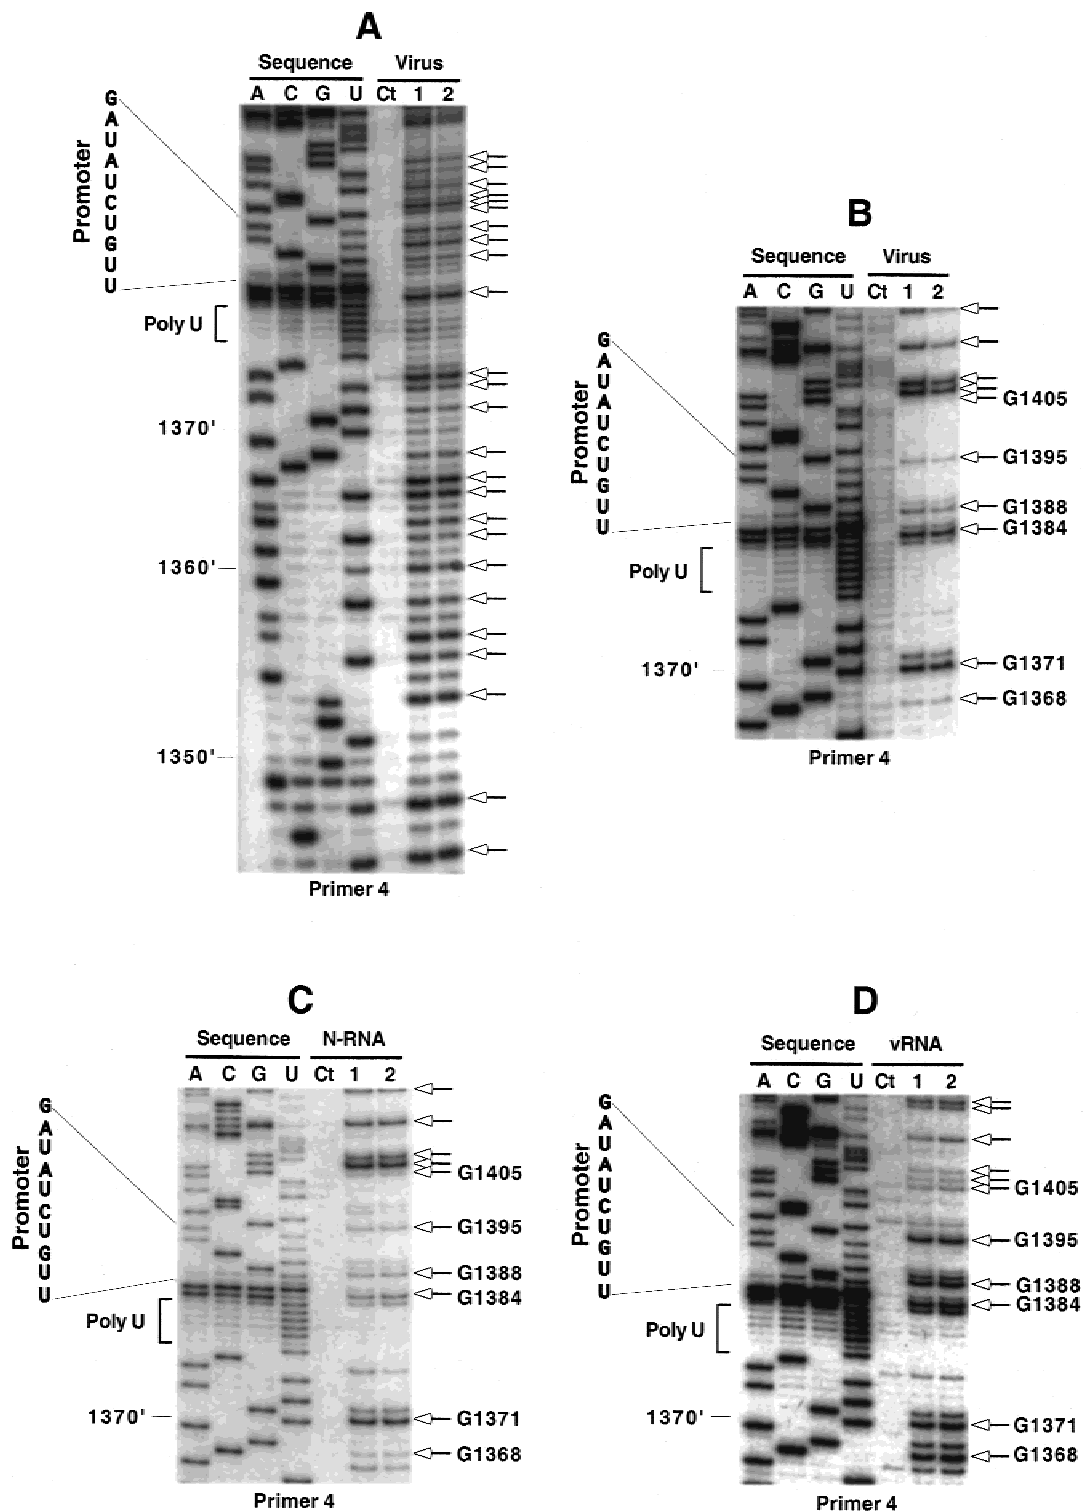 A
Sequence Virus
A C G U Ct 1 2
Promoter
G
A
U
A
U
C
U
G
U
U
Poly U
1370'
1360'
1350'
Primer 4
B
Sequence Virus
A C G U Ct 1 2
Promoter
G
A
U
A
U
C
U
G
U
U
Poly U
1370'
G1405
G1395
G1388
G1384
G1371
G1368
Primer 4
C
Sequence N-RNA
A C G U Ct 1 2
Promoter
G
A
U
A
U
C
U
G
U
U
Poly U
1370'
G1405
G1395
G1388
G1384
G1371
G1368
Primer 4
D
Sequence vRNA
A C G U Ct 1 2
Promoter
G
A
U
A
U
C
U
G
U
U
Poly U
1370'
G1405
G1395
G1388
G1384
G1371
G1368
Primer 4